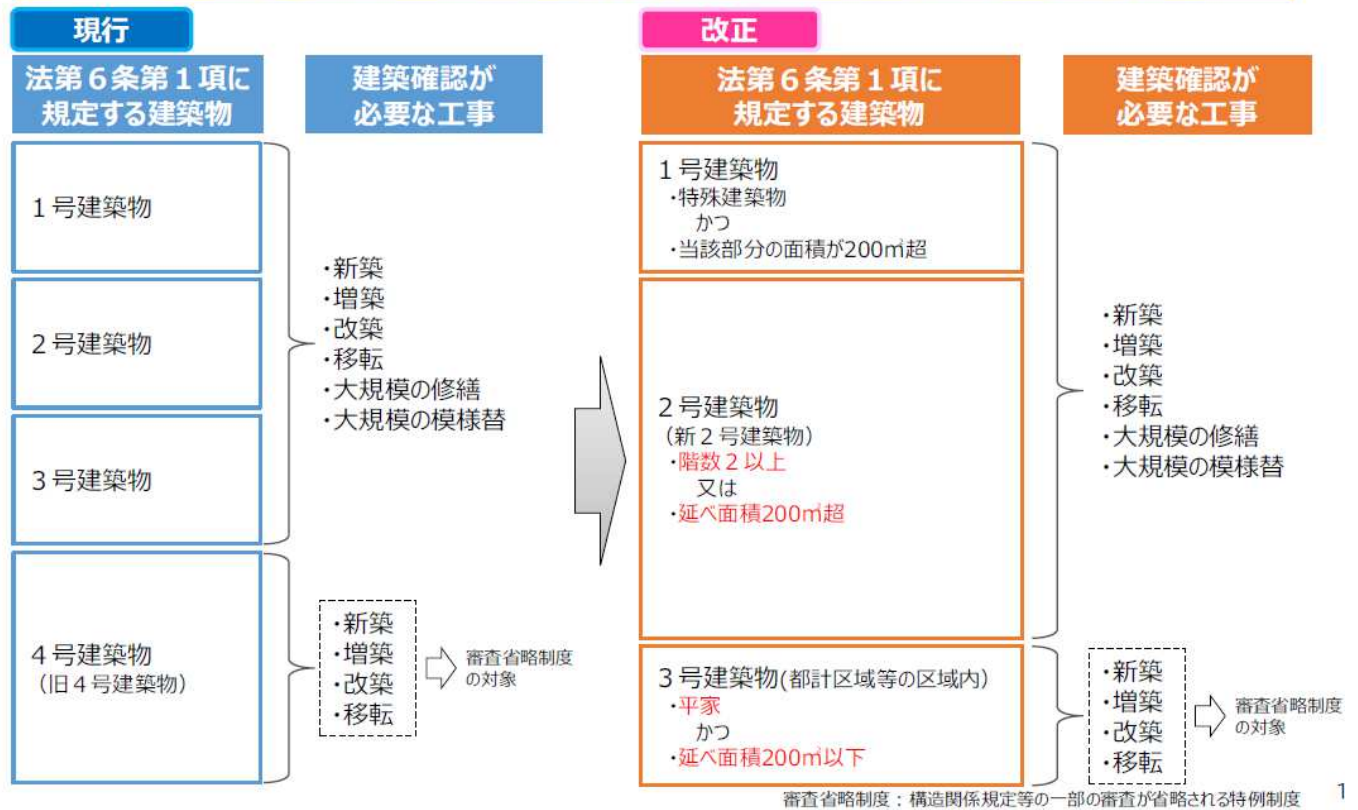 現行
法第６条第１項に
規定する建築物
建築確認が
必要な工事
１号建築物
２号建築物
３号建築物
・新築
・増築
・改築
・移転
・大規模の修繕
・大規模の模様替
４号建築物
（旧４号建築物）
・新築
・増築
・改築
・移転
審査省略制度
の対象
改正
法第６条第１項に
規定する建築物
建築確認が
必要な工事
１号建築物
・特殊建築物
かつ
・当該部分の面積が200㎡超
２号建築物
（新２号建築物）
・階数２以上
又は
・延べ面積200㎡超
・新築
・増築
・改築
・移転
・大規模の修繕
・大規模の模様替
３号建築物(都計区域等の区域内）
・平家
かつ
・延べ面積200㎡以下
・新築
・増築
・改築
・移転
審査省略制度
の対象
審査省略制度：構造関係規定等の一部の審査が省略される特例制度
1